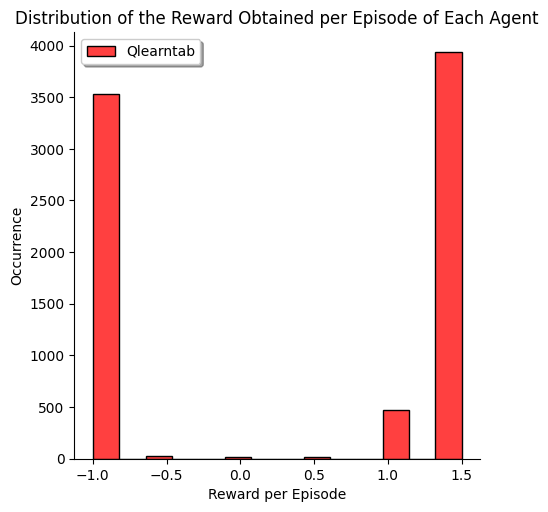 Distribution of the Reward Obtained per Episode of Each Agent
Qlearntab
Occurrence
4000
3500
3000
2500
2000
1500
1000
500
0
−1.0 −0.5 0.0 0.5 1.0 1.5
Reward per Episode